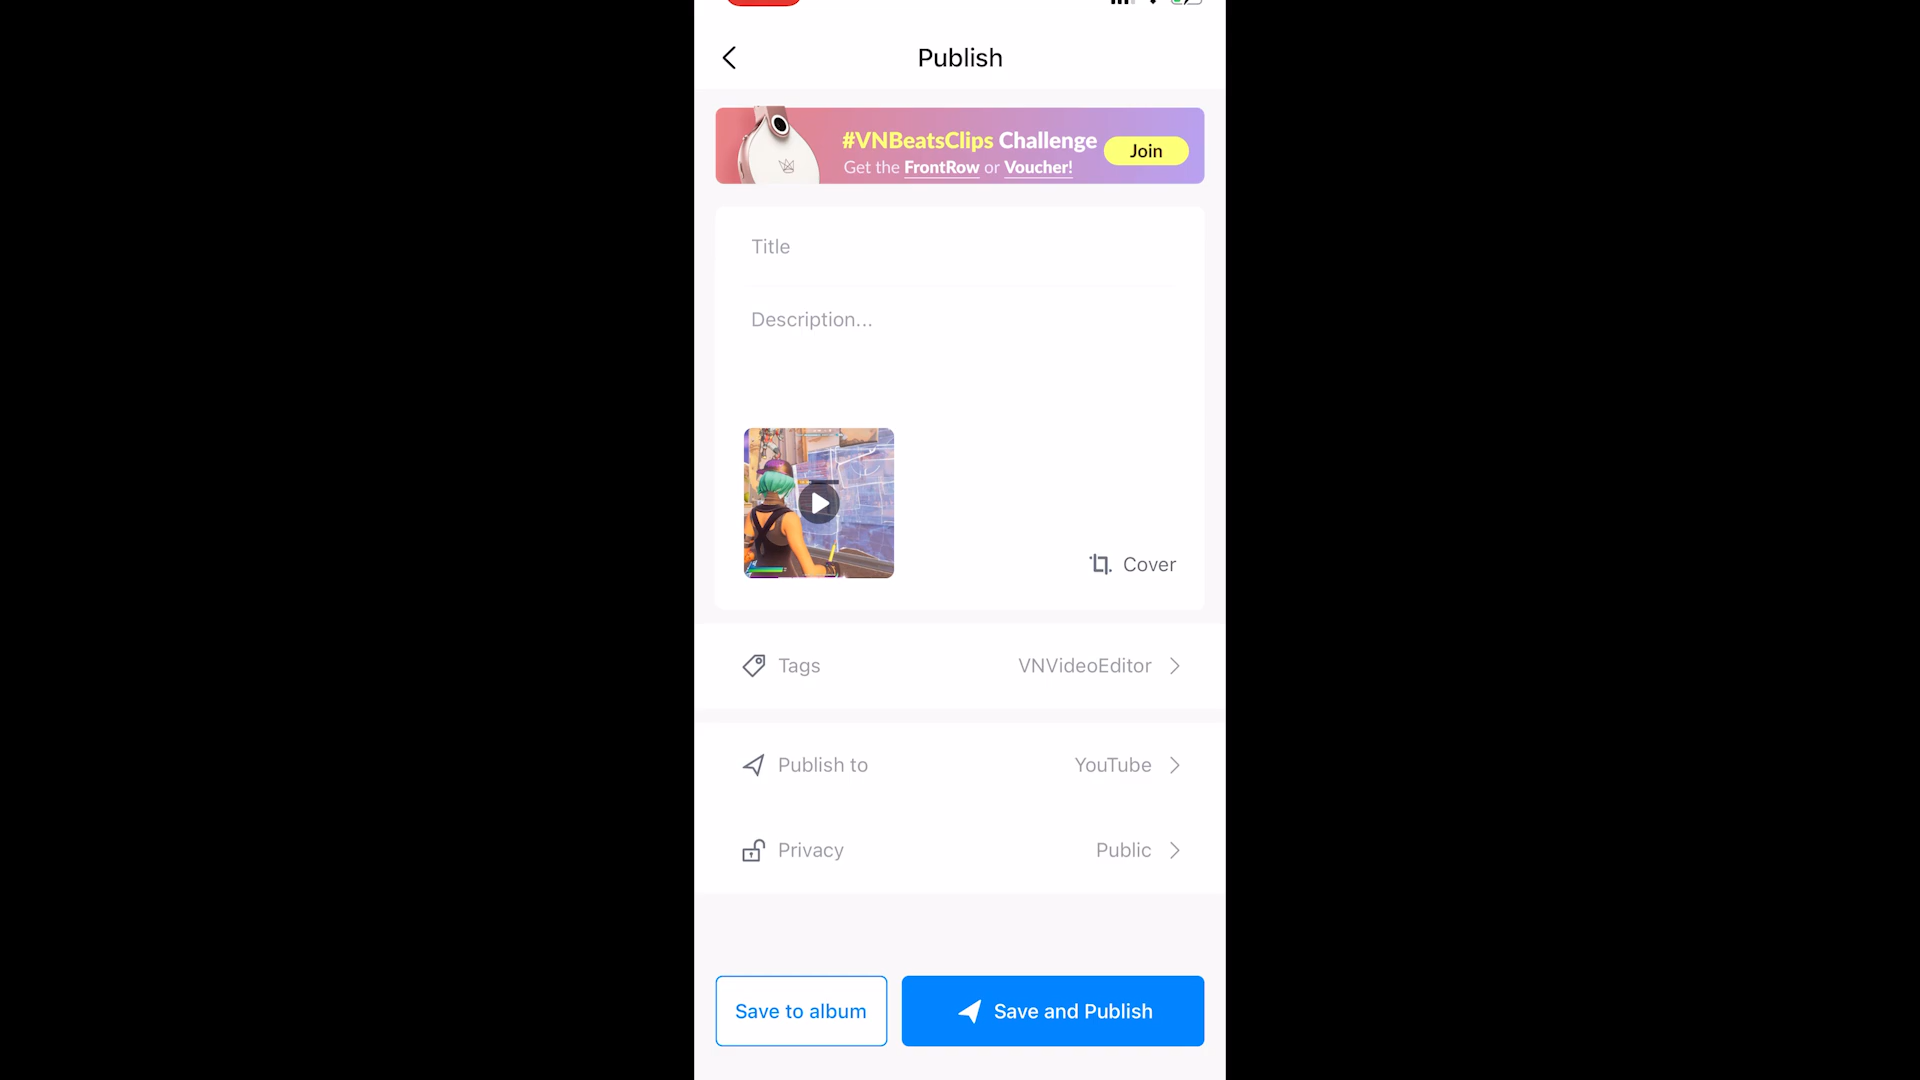 Publish
#VNBeatsClips Challenge
Get the FrontRow or Voucher!
Join
Title
Description...
Cover
Tags
VNVideoEditor
Publish to
YouTube
Privacy
Public
Save to album
Save and Publish